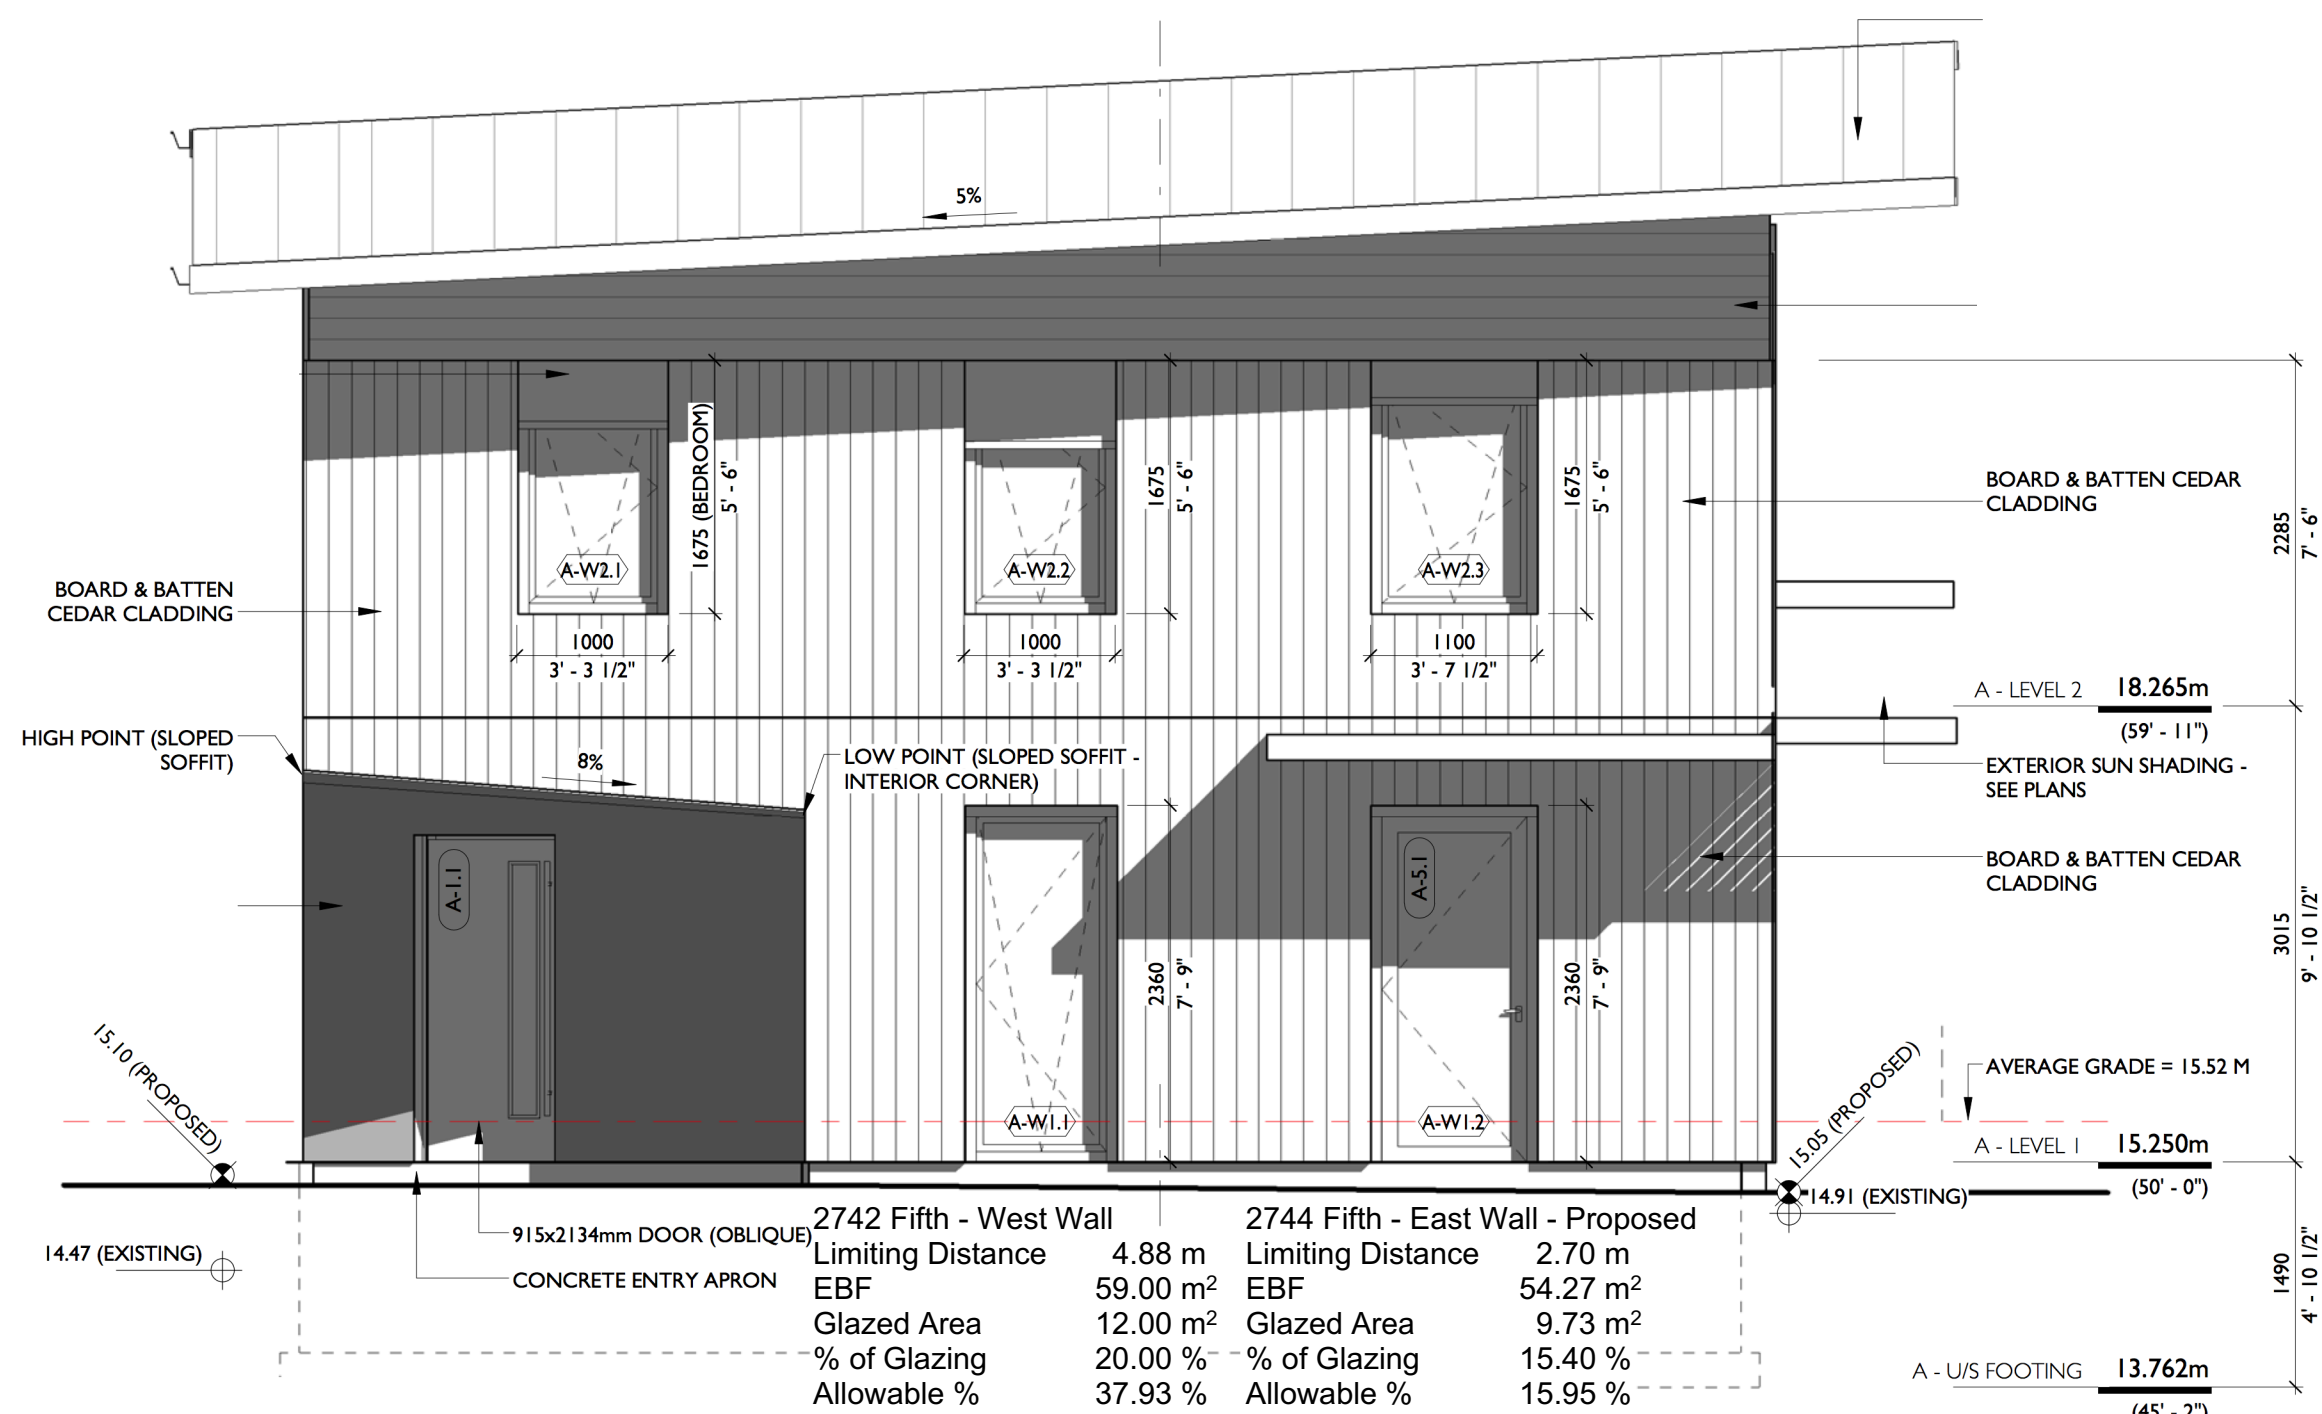 5%
1675 (BEDROOM)
5' - 6"
1675
5' - 6"
1675
5' - 6"
A-W2.1
A-W2.2
A-W2.3
BOARD & BATTEN CEDAR
CLADDING
2285
7' - 6"
BOARD & BATTEN
CEDAR CLADDING
1000
3' - 3 1/2"
1000
3' - 3 1/2"
1100
3' - 7 1/2"
A - LEVEL 2 18.265m
(59' - 11")
HIGH POINT (SLOPED
SOFFIT)
8%
LOW POINT (SLOPED SOFFIT -
INTERIOR CORNER)
EXTERIOR SUN SHADING -
SEE PLANS
A-1.1
A-5.1
BOARD & BATTEN CEDAR
CLADDING
2360
7' - 9"
2360
7' - 9"
3015
9' - 10 1/2"
15.10 (PROPOSED)
15.05 (PROPOSED)
AVERAGE GRADE = 15.52 M
A-W1.1
A-W1.2
A - LEVEL 1 15.250m
(50' - 0")
14.91 (EXISTING)
14.47 (EXISTING)
915x2134mm DOOR (OBLIQUE)
CONCRETE ENTRY APRON
2742 Fifth - West Wall
Limiting Distance 4.88 m
EBF 59.00 m²
Glazed Area 12.00 m²
% of Glazing 20.00 %
Allowable % 37.93 %
2744 Fifth - East Wall - Proposed
Limiting Distance 2.70 m
EBF 54.27 m²
Glazed Area 9.73 m²
% of Glazing 15.40 %
Allowable % 15.95 %
1490
4' - 10 1/2"
A - U/S FOOTING 13.762m
(45' - 2")